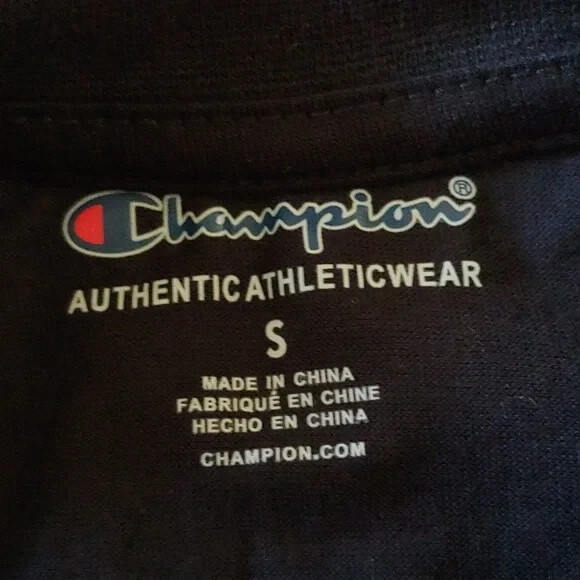 Champion®
AUTHENTIC ATHLETICWEAR
S
MADE IN CHINA
FABRIQUÉ EN CHINE
HECHO EN CHINA
CHAMPION.COM